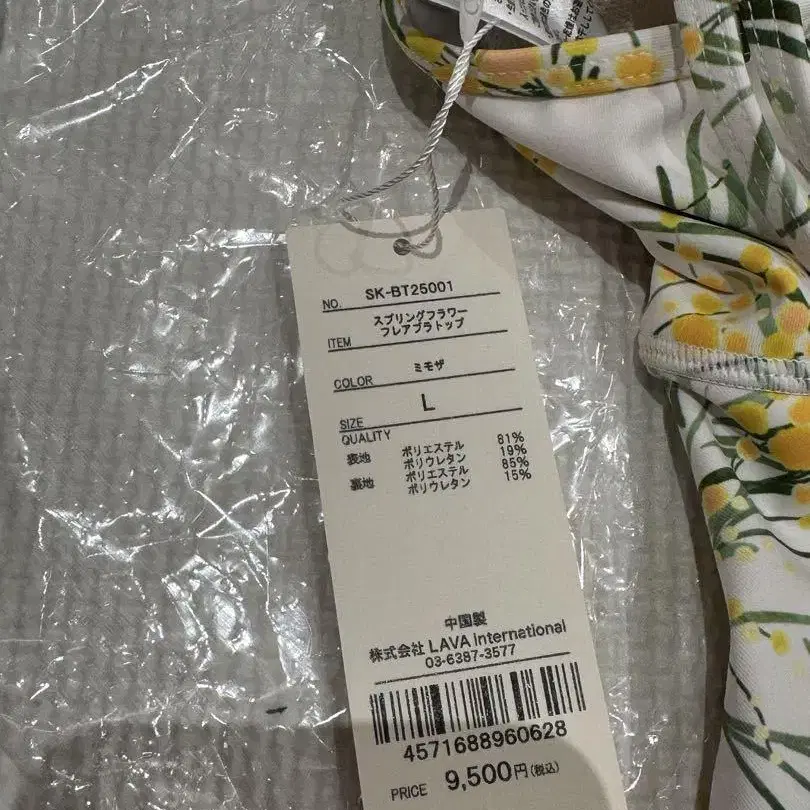 NO. SK-BT25001
スプリングフラワー
フレアブラトップ
ITEM
COLOR ミモザ
SIZE L
QUALITY
表地 ポリエステル 81%
ポリウレタン 19%
裏地 ポリエステル 85%
ポリウレタン 15%
中国製
株式会社 LAVA International
03-6387-3577
4571688960628
PRICE 9,500円(税込)